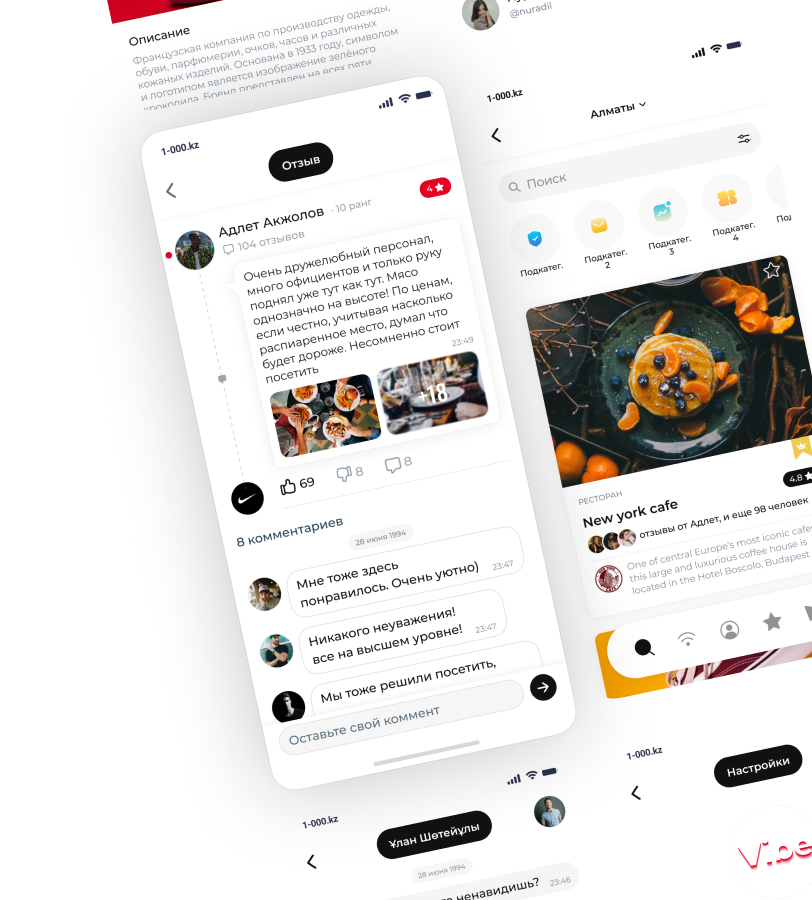 Описание
Французская компания по производству одежды,
обуви, парфюмерии, очков, часов и различных
кожаных изделий. Основана в 1933 году, символом
и логотипом является изображение зелёного
крокодила. Бренд представлен на всех пяти
@nuradil
1-000.kz
Отзыв
Адлет Акжолов · 10 ранг
104 отзывов
4
Очень дружелюбный персонал,
много официентов и только руку
поднял уже тут как тут. Мясо
однозначно на высоте! По ценам,
если честно, учитывая насколько
распиаренное место, думал что
будет дороже. Несомненно стоит
посетить
23:49
+18
69 8 8
8 комментариев
28 июня 1994
Мне тоже здесь
понравилось. Очень уютно)
23:47
Никакого неуважения!
все на высшем уровне!
23:47
Мы тоже решили посетить,
Оставьте свой коммент
1-000.kz
Алматы
Поиск
Подкатег.
Подкатег.
2
Подкатег.
3
Подкатег.
4
РЕСТОРАН
4.8
New york cafe
отзывы от Адлет, и еще 98 человек
One of central Europe's most iconic cafes
this large and luxurious coffee house is
located in the Hotel Boscolo, Budapest
1-000.kz
Ұлан Шөтейұлы
28 июня 1994
ненавидишь?
23:46
1-000.kz
Настройки